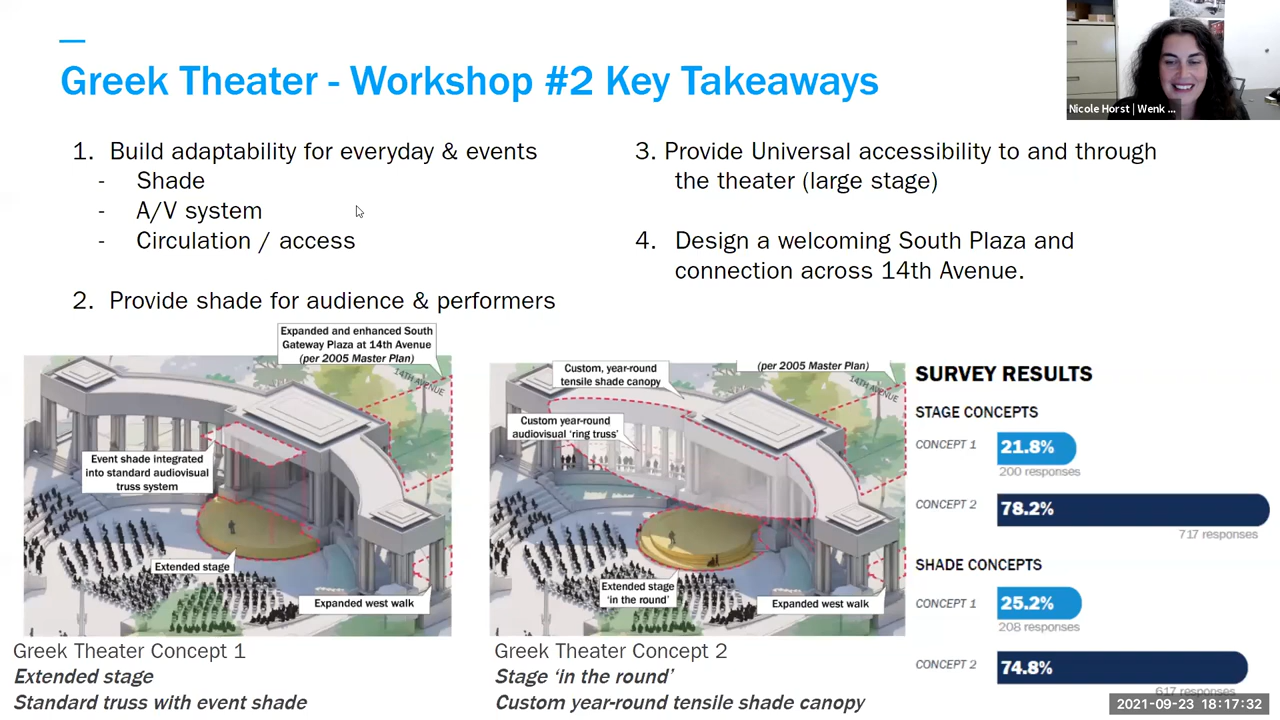 Greek Theater - Workshop #2 Key Takeaways
Nicole Horst | Wenk ...
1. Build adaptability for everyday & events
- Shade
- A/V system
- Circulation / access
2. Provide shade for audience & performers
3. Provide Universal accessibility to and through
the theater (large stage)
4. Design a welcoming South Plaza and
connection across 14th Avenue.
Expanded and enhanced South
Gateway Plaza at 14th Avenue
(per 2005 Master Plan)
14TH AVENUE
Event shade integrated
into standard audiovisual
truss system
Extended stage
Expanded west walk
Greek Theater Concept 1
Extended stage
Standard truss with event shade
Custom, year-round
tensile shade canopy
(per 2005 Master Plan)
14TH AVENUE
Custom year-round
audiovisual 'ring truss'
Extended stage
'in the round'
Expanded west walk
Greek Theater Concept 2
Stage 'in the round'
Custom year-round tensile shade canopy
SURVEY RESULTS
STAGE CONCEPTS
CONCEPT 1 21.8%
200 responses
CONCEPT 2 78.2%
717 responses
SHADE CONCEPTS
CONCEPT 1 25.2%
208 responses
CONCEPT 2 74.8%
617 responses
2021-09-23 18:17:32